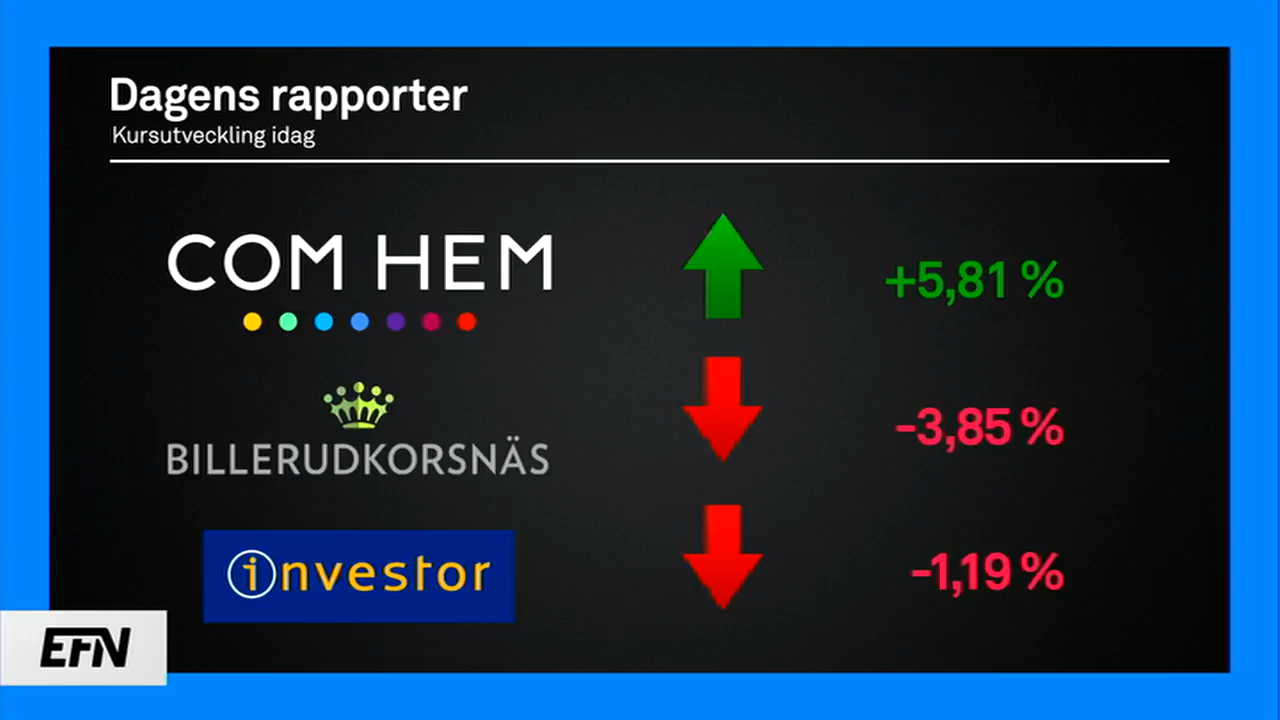 Dagens rapporter
Kursutveckling idag
COM HEM
+5,81 %
BILLERUDKORSNÄS
-3,85 %
investor
-1,19 %
EFN